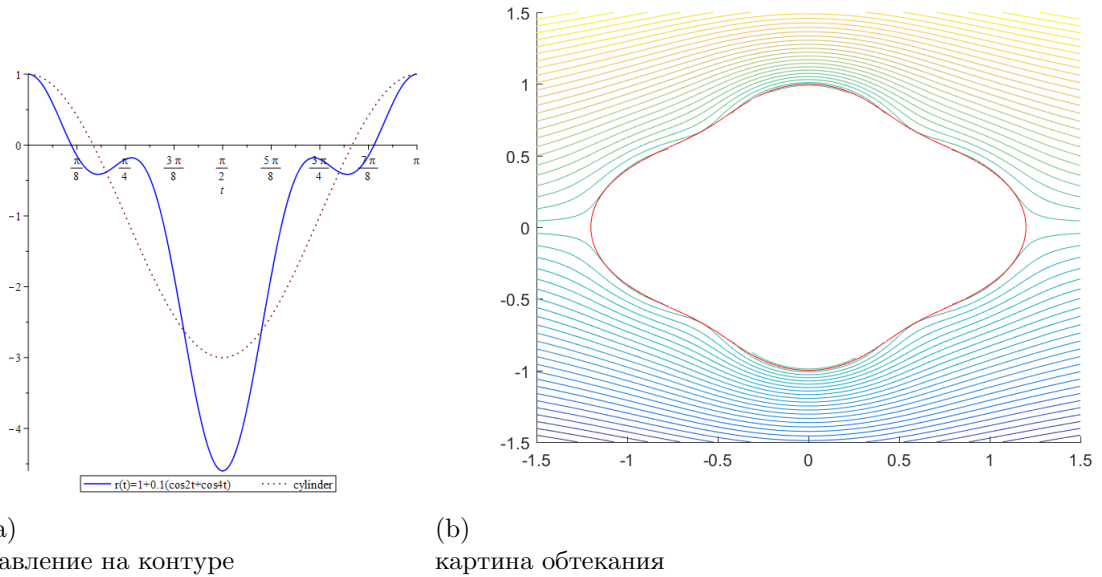 1
0
π/8
π/4
3π/8
π/2
5π/8
3π/4
7π/8
π
t
−1
−2
−3
−4
r(t)=1+0.1(cos2t+cos4t)
cylinder
1.5
1
0.5
0
-0.5
-1
-1.5
-1.5
-1
-0.5
0
0.5
1
1.5
a)
авление на контуре
(b)
картина обтекания